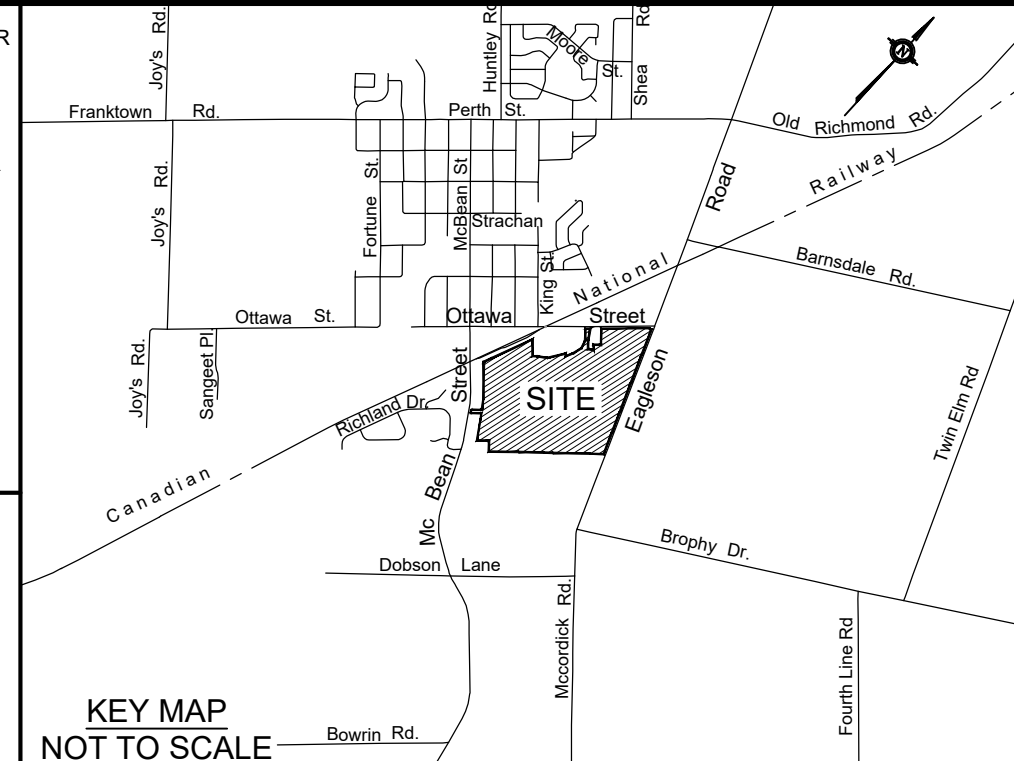 R
Joy's Rd.
Huntley Rd
Moore St.
Shea Rd
N
Franktown Rd.
Perth St.
Old Richmond Rd.
Joy's Rd.
Fortune St.
McBean St
Strachan
King St.
Road
Canadian National Railway
Barnsdale Rd.
Ottawa St.
Ottawa Street
Joy's Rd.
Sangeet Pl.
Street
Richland Dr.
SITE
Eagleson
Twin Elm Rd
Mc Bean
Brophy Dr.
Dobson Lane
Mccordick Rd.
Fourth Line Rd
KEY MAP
NOT TO SCALE
Bowrin Rd.